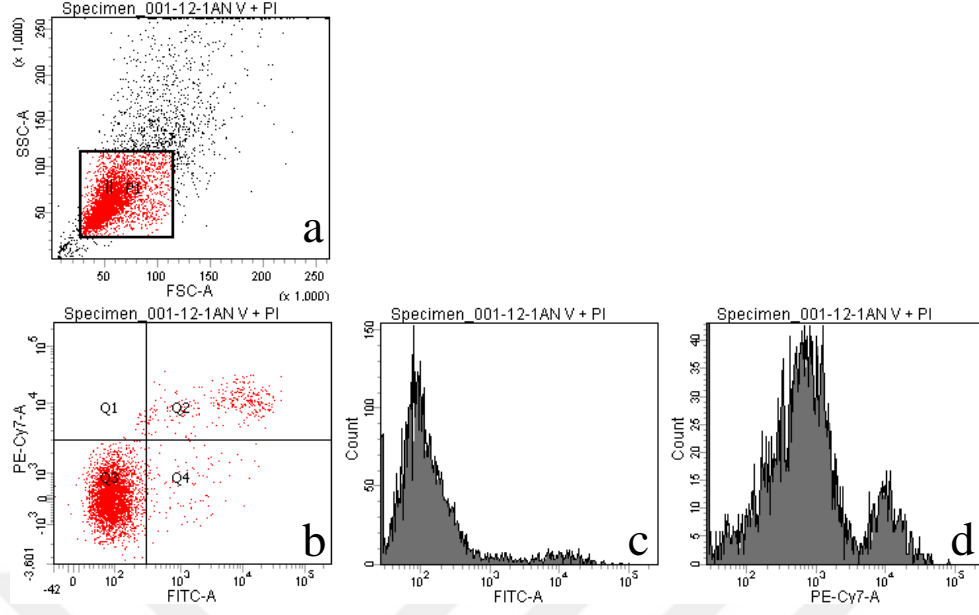 Specimen_001-12-1AN V + PI
(x 1,000)
SSC-A
250
200
150
100
50
P1
a
50 100 150 200 250
FSC-A
(x 1,000)
Specimen_001-12-1AN V + PI
PE-Cy7-A
10^5
10^4
10^3
0
-10^3
-3,601
Q1
Q2
Q3
Q4
b
-42
0 10^2 10^3 10^4 10^5
FITC-A
Specimen_001-12-1AN V + PI
Count
150
100
50
0
c
10^2 10^3 10^4 10^5
FITC-A
Specimen_001-12-1AN V + PI
Count
40
35
30
25
20
15
10
5
0
d
10^2 10^3 10^4 10^5
PE-Cy7-A